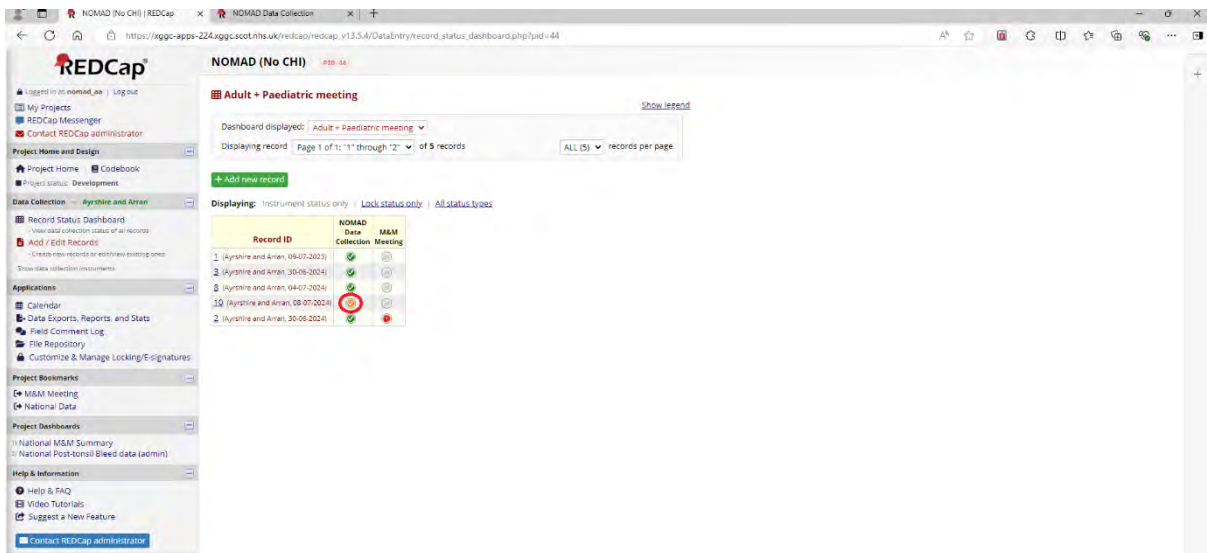 NOMAD (No CHI) | REDCap
NOMAD Data Collection
https://xggc-apps-224.xggc.scot.nhs.uk/redcap/redcap_v13.5.4/DataEntry/record_status_dashboard.php?pid=44
REDCap
Logged in as nomad_aa | Log out
My Projects
REDCap Messenger
Contact REDCap administrator
Project Home and Design
Project Home
Codebook
Project status: Development
Data Collection — Ayrshire and Arran
Record Status Dashboard
- View data collection status of all records
Add / Edit Records
- Create new records or edit/view existing ones
Show data collection instruments
Applications
Calendar
Data Exports, Reports, and Stats
Field Comment Log
File Repository
Customize & Manage Locking/E-signatures
Project Bookmarks
M&M Meeting
National Data
Project Dashboards
National M&M Summary
National Post-tonsil Bleed data (admin)
Help & Information
Help & FAQ
Video Tutorials
Suggest a New Feature
Contact REDCap administrator
NOMAD (No CHI) PID 44
Adult + Paediatric meeting
Show legend
Dashboard displayed: Adult + Paediatric meeting
Displaying record Page 1 of 1: "1" through "2" of 5 records
ALL (5) records per page
+ Add new record
Displaying: Instrument status only | Lock status only | All status types
Record ID
NOMAD Data Collection
M&M Meeting
1 (Ayrshire and Arran, 09-07-2023)
3 (Ayrshire and Arran, 30-06-2024)
8 (Ayrshire and Arran, 04-07-2024)
10 (Ayrshire and Arran, 08-07-2024)
2 (Ayrshire and Arran, 30-06-2024)